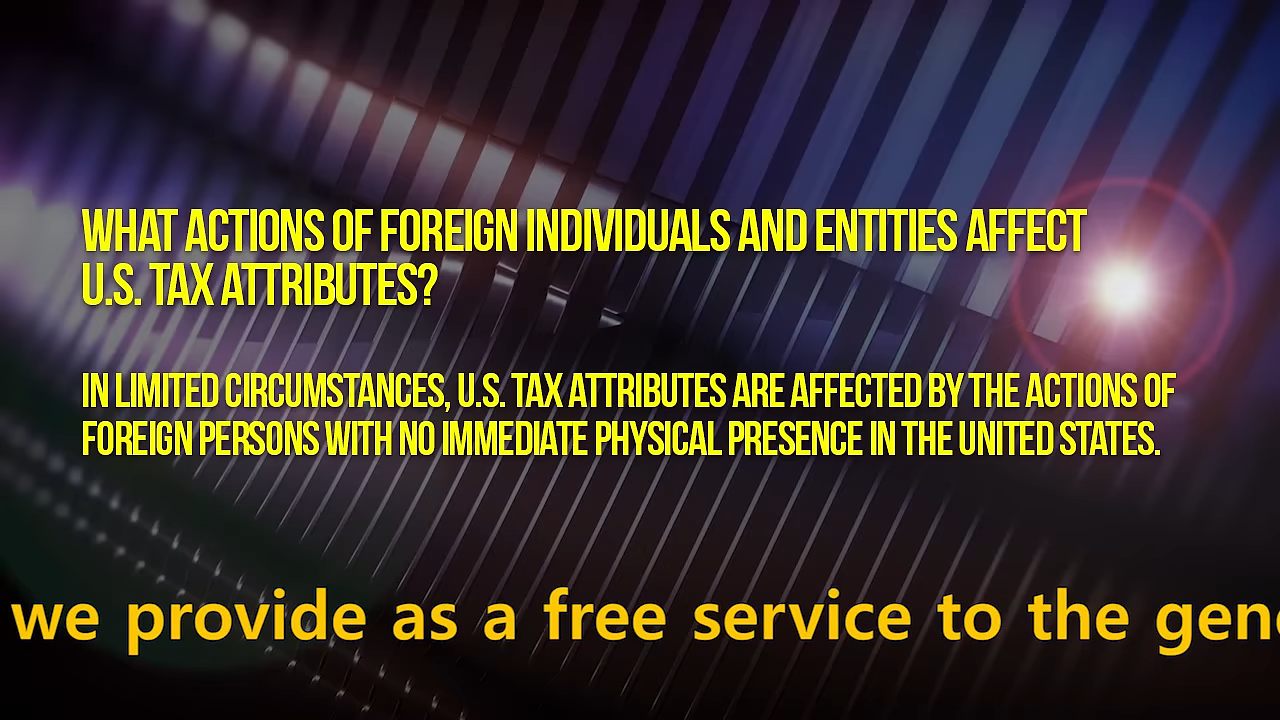 WHAT ACTIONS OF FOREIGN INDIVIDUALS AND ENTITIES AFFECT
U.S. TAX ATTRIBUTES?
IN LIMITED CIRCUMSTANCES, U.S. TAX ATTRIBUTES ARE AFFECTED BY THE ACTIONS OF
FOREIGN PERSONS WITH NO IMMEDIATE PHYSICAL PRESENCE IN THE UNITED STATES.
we provide as a free service to the